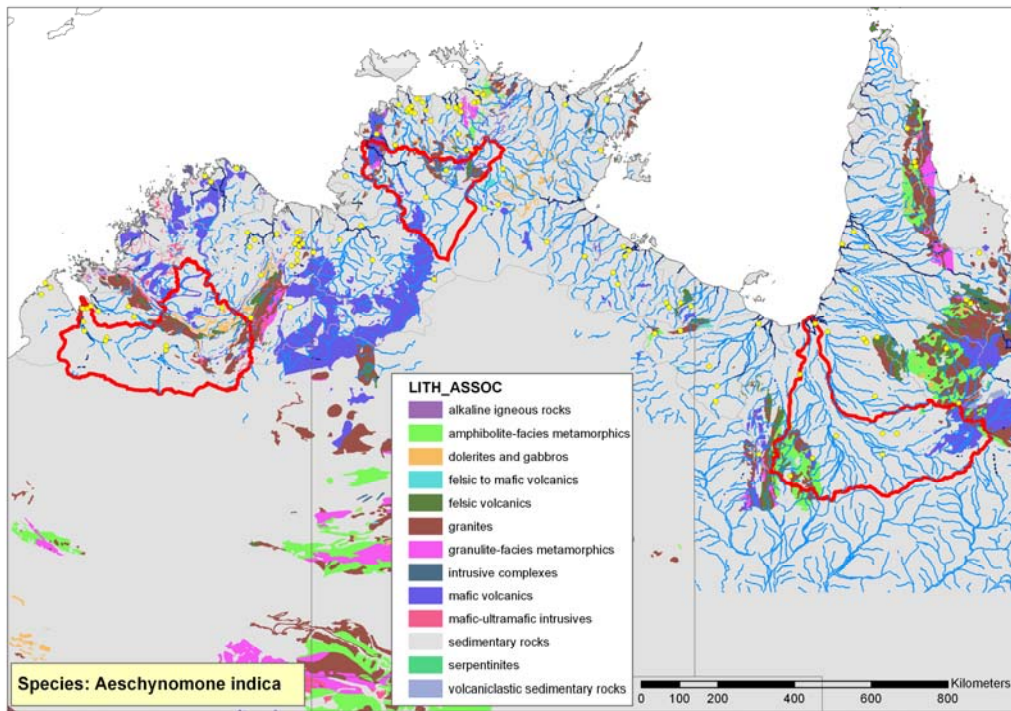 LITH_ASSOC
alkaline igneous rocks
amphibolite-facies metamorphics
dolerites and gabbros
felsic to mafic volcanics
felsic volcanics
granites
granulite-facies metamorphics
intrusive complexes
mafic volcanics
mafic-ultramafic intrusives
sedimentary rocks
serpentinites
volcaniclastic sedimentary rocks
Species: Aeschynomone indica
Kilometers
0 100 200 400 600 800